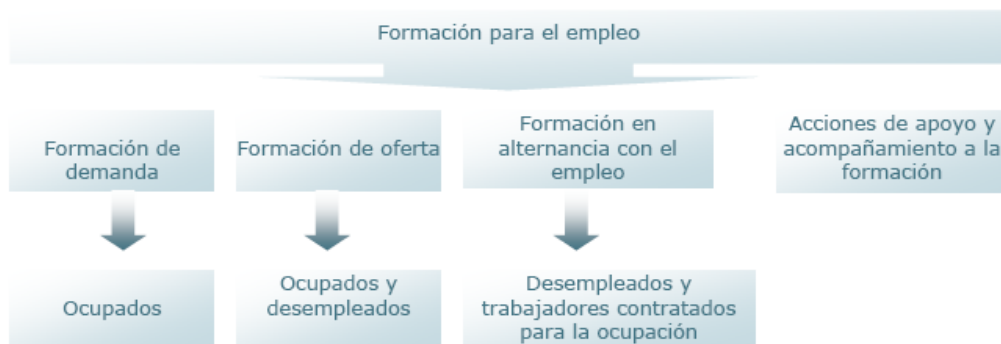 Formación para el empleo
Formación de
demanda
Formación de oferta
Formación en
alternancia con el
empleo
Acciones de apoyo y
acompañamiento a la
formación
Ocupados
Ocupados y
desempleados
Desempleados y
trabajadores contratados
para la ocupación